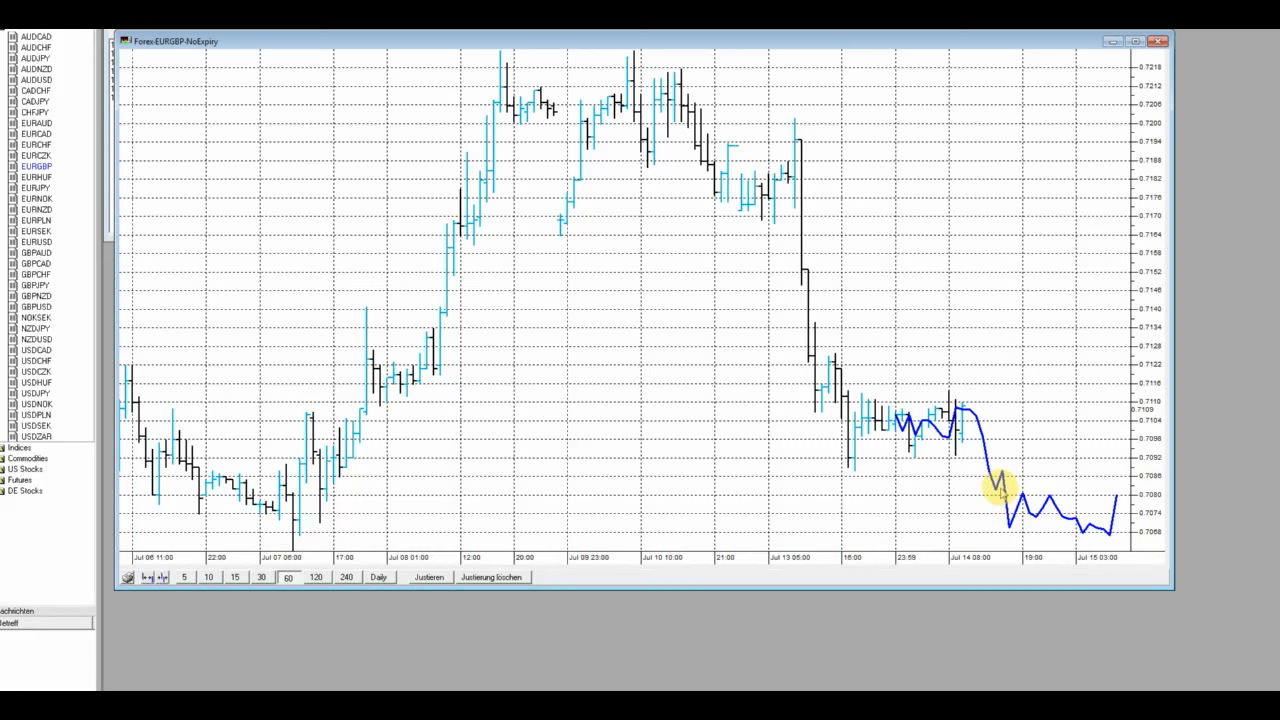 AUDCAD
AUDCHF
AUDJPY
AUDNZD
AUDUSD
CADCHF
CADJPY
CHFJPY
EURAUD
EURCAD
EURCHF
EURCZK
EURGBP
EURHUF
EURJPY
EURNOK
EURNZD
EURPLN
EURSEK
EURUSD
GBPAUD
GBPCAD
GBPCHF
GBPJPY
GBPNZD
GBPUSD
NOKSEK
NZDJPY
NZDUSD
USDCAD
USDCHF
USDCZK
USDHUF
USDJPY
USDNOK
USDPLN
USDSEK
USDZAR
Indices
Commodities
US Stocks
Futures
DE Stocks
achrichten
Betreff
Forex-EURGBP-NoExpiry
0.7218
0.7212
0.7206
0.7200
0.7194
0.7188
0.7182
0.7176
0.7170
0.7164
0.7158
0.7152
0.7146
0.7140
0.7134
0.7128
0.7122
0.7116
0.7110
0.7109
0.7104
0.7098
0.7092
0.7086
0.7080
0.7074
0.7068
Jul 06 11:00 22:00 Jul 07 06:00 17:00 Jul 08 01:00 12:00 20:00 Jul 09 23:00 Jul 10 10:00 21:00 Jul 13 05:00 16:00 23:59 Jul 14 08:00 19:00 Jul 15 03:00
5 10 15 30 60 120 240 Daily Justieren Justierung löschen